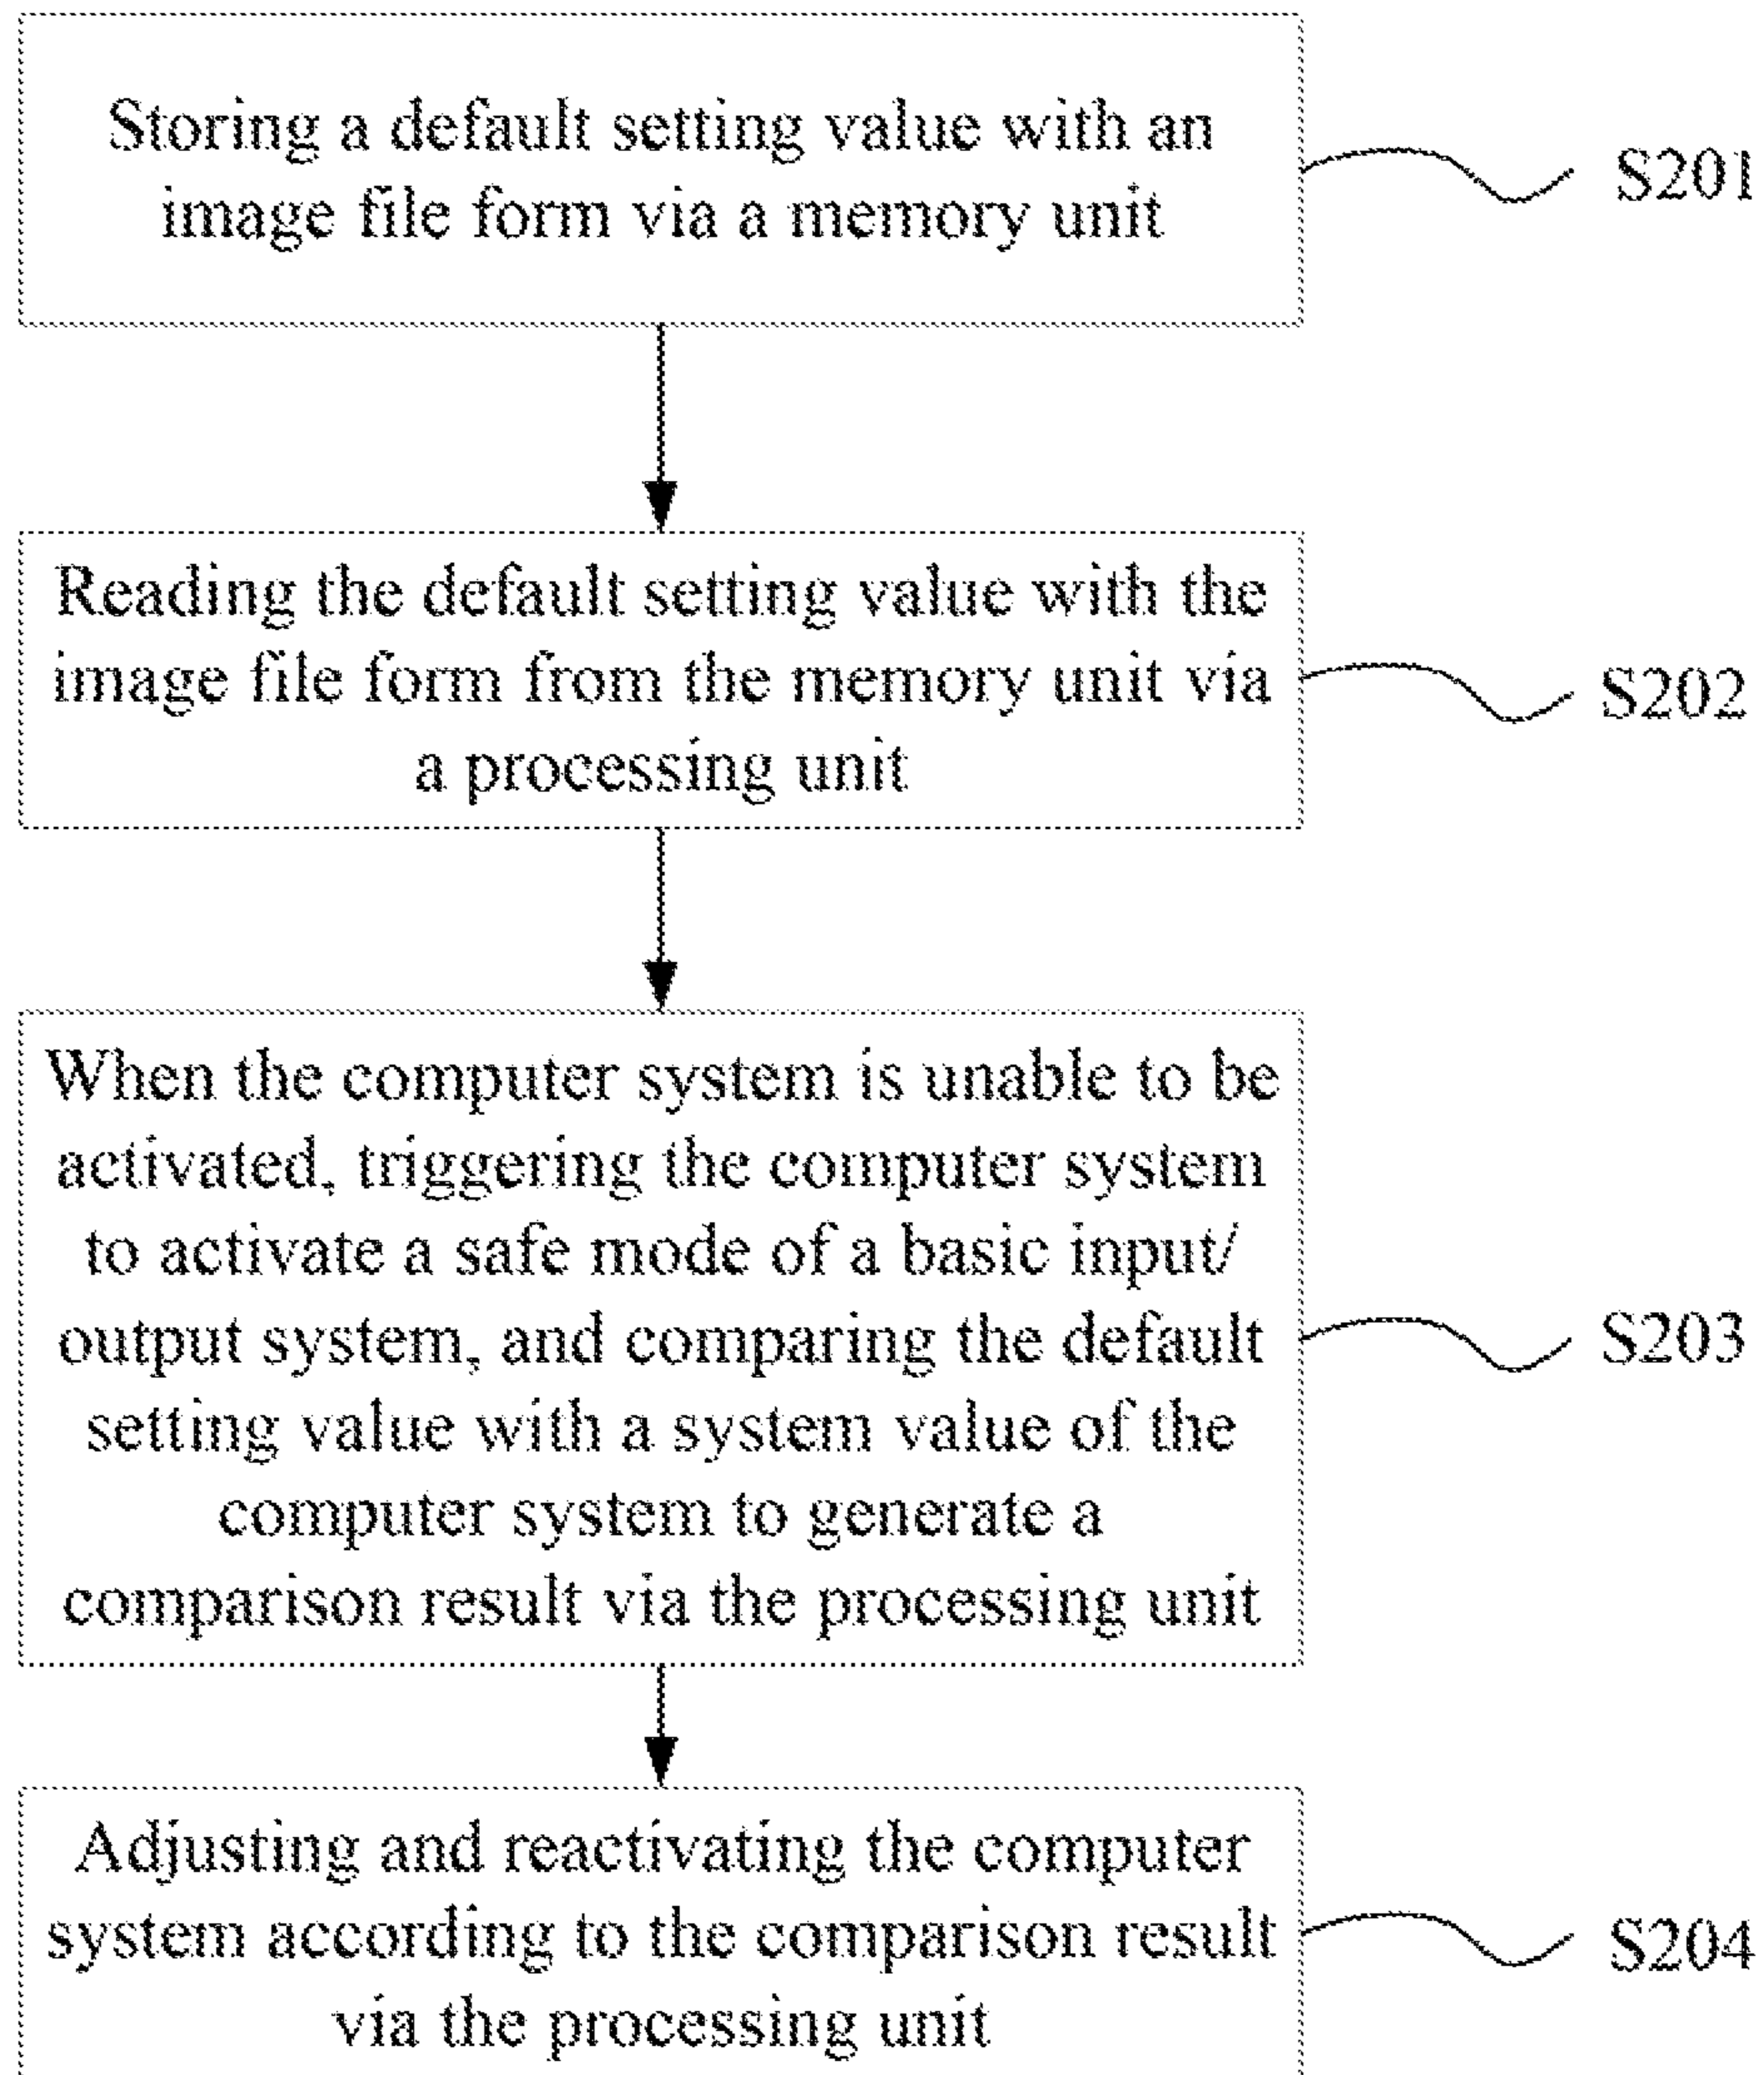 Storing a default setting value with an
image file form via a memory unit
S201
Reading the default setting value with the
image file form from the memory unit via
a processing unit
S202
When the computer system is unable to be
activated, triggering the computer system
to activate a safe mode of a basic input/
output system, and comparing the default
setting value with a system value of the
computer system to generate a
comparison result via the processing unit
S203
Adjusting and reactivating the computer
system according to the comparison result
via the processing unit
S204